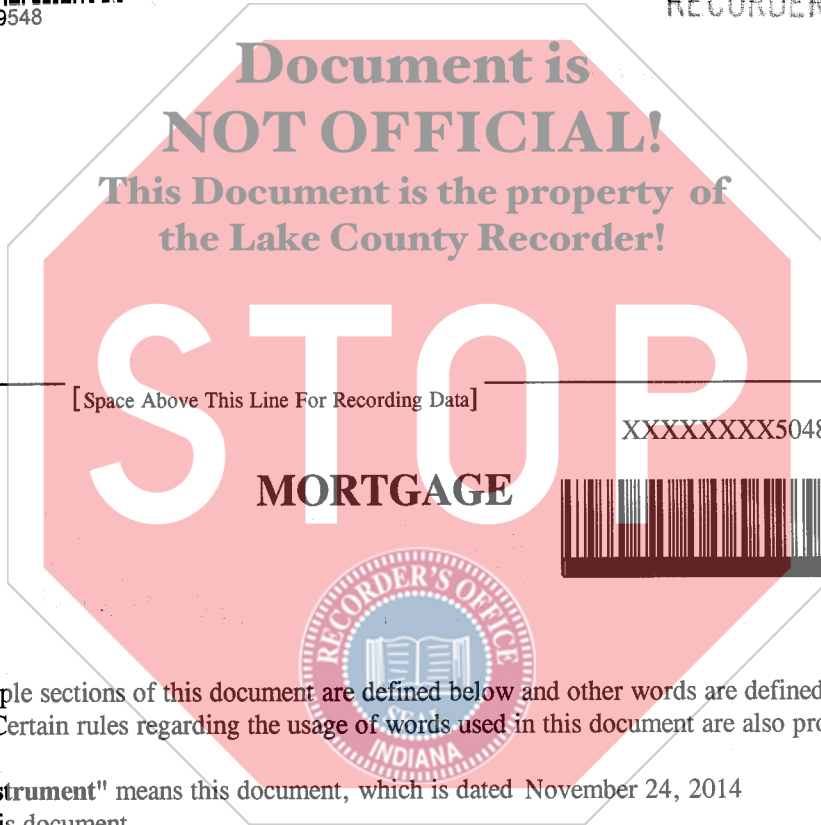 9548
RECORDER
Document is
NOT OFFICIAL!
This Document is the property of
the Lake County Recorder!
STOP
[Space Above This Line For Recording Data]
XXXXXXXX5048
MORTGAGE
RECORDER'S OFFICE
SEAL
INDIANA
ple sections of this document are defined below and other words are defined
Certain rules regarding the usage of words used in this document are also pro
strument" means this document, which is dated November 24, 2014
is document